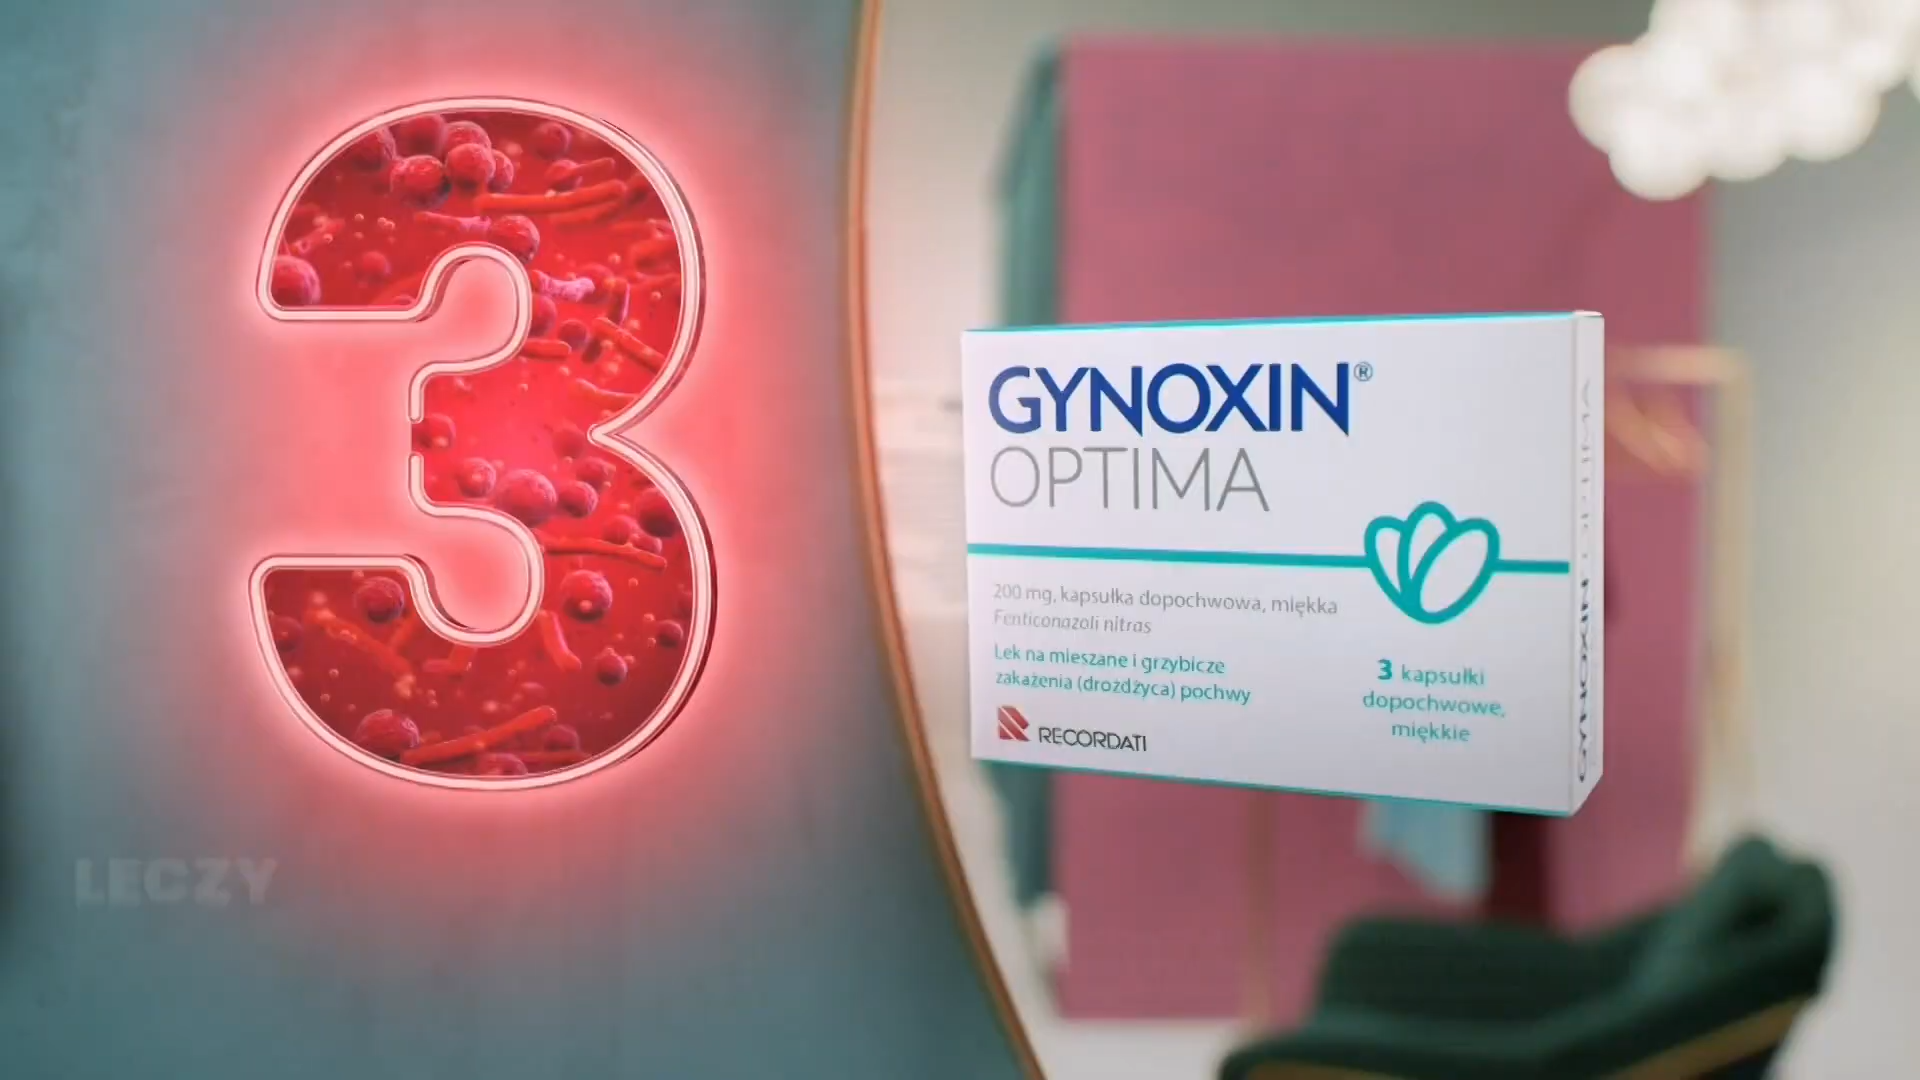 3
LECZY
GYNOXIN®
OPTIMA
200 mg, kapsułka dopochwowa, miękka
Fenticonazoli nitras
Lek na mieszane i grzybicze
zakażenia (drożdżyca) pochwy
RECORDATI
3 kapsułki
dopochwowe,
miękkie
GYNOXIN OPTIMA